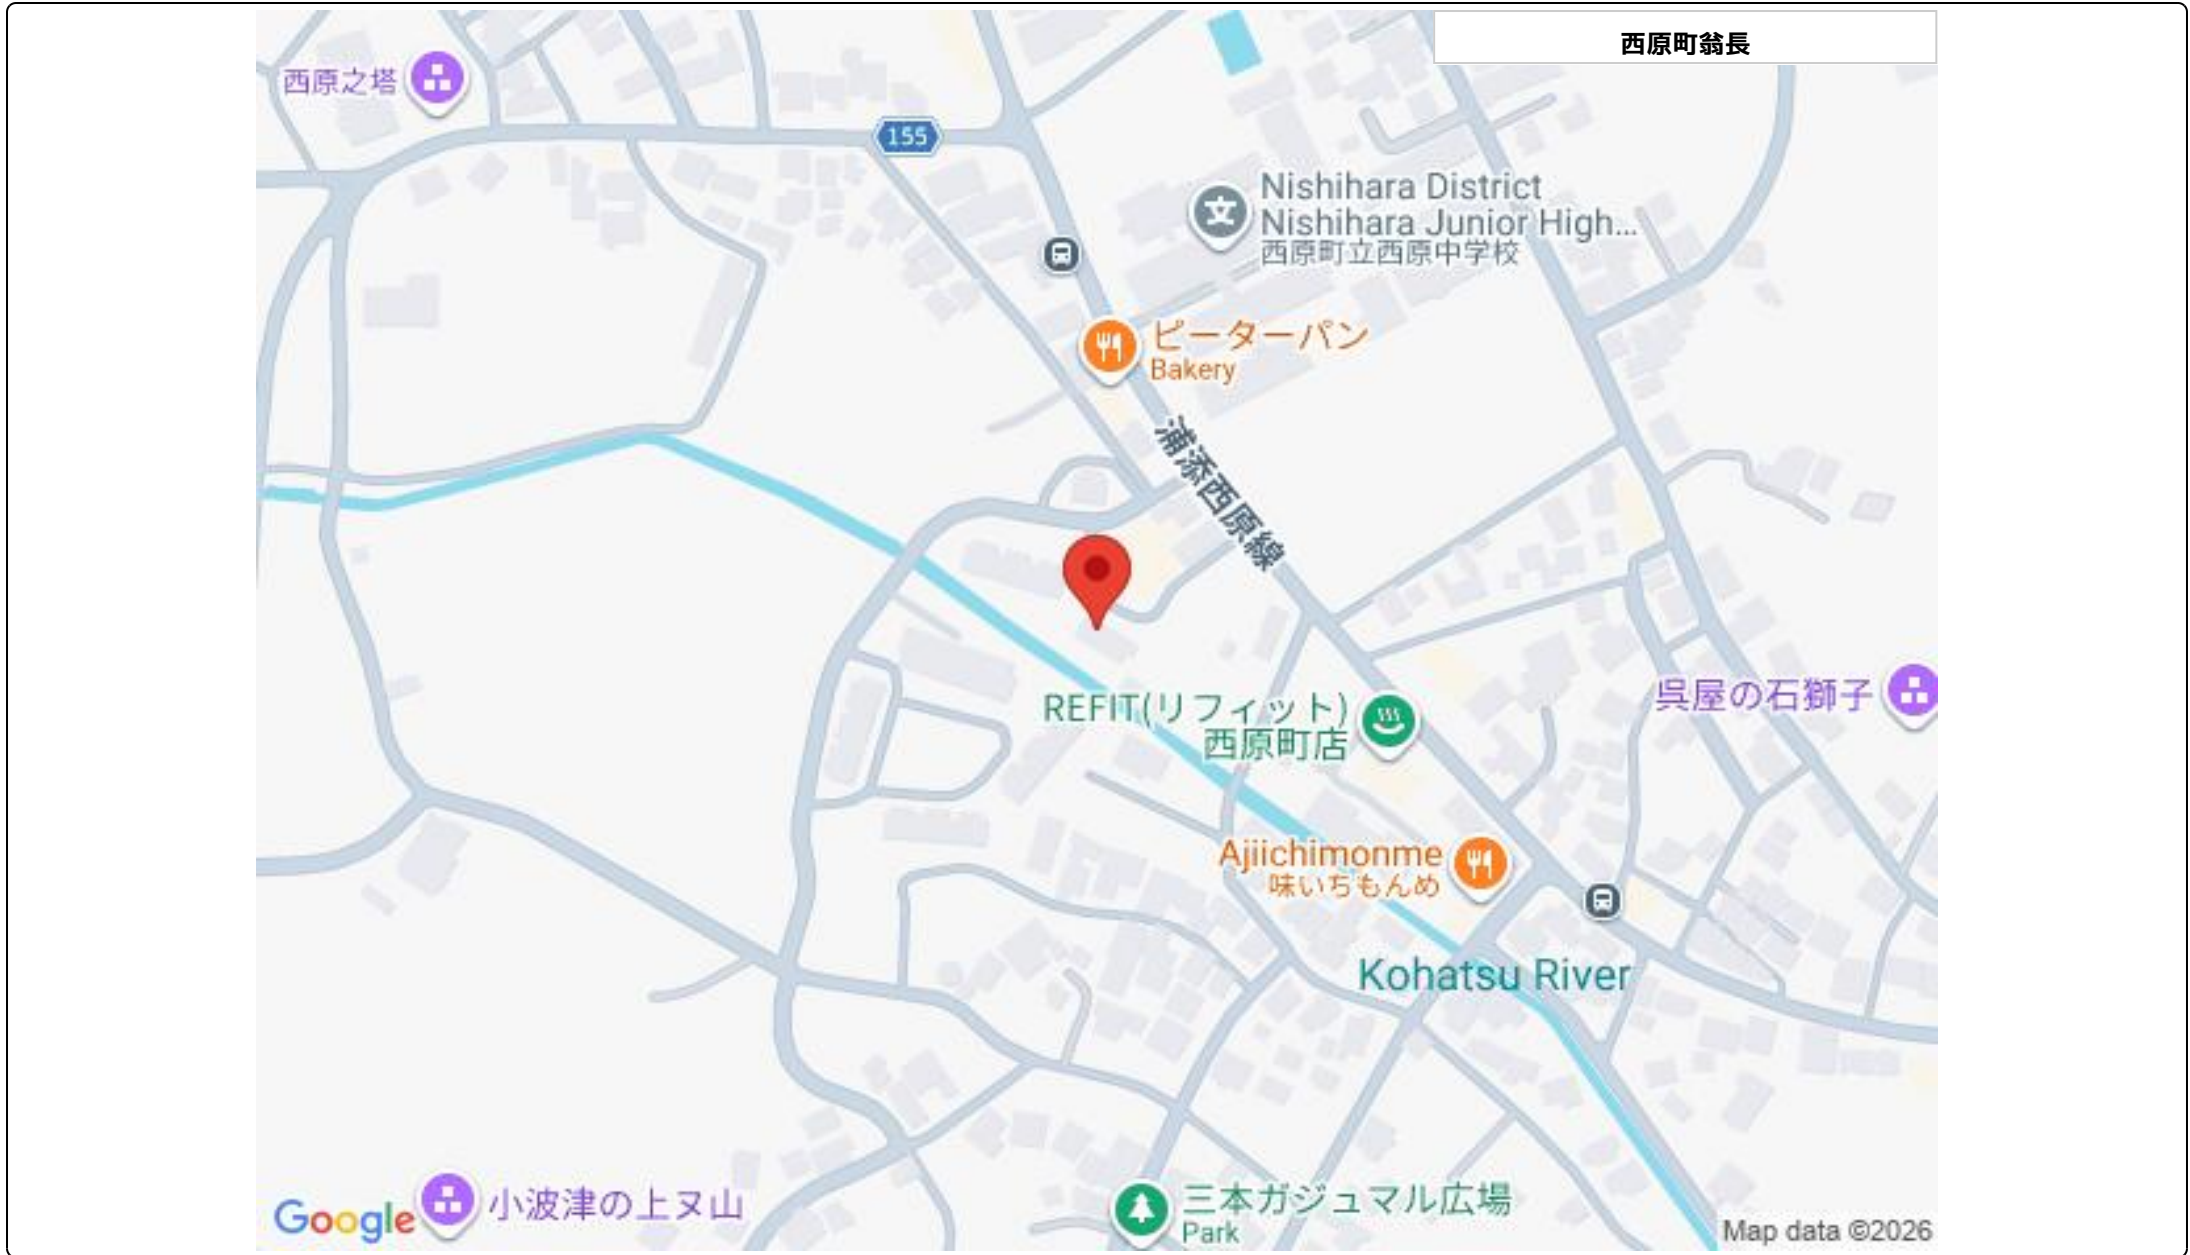 西原町翁長
西原之塔
155
Nishihara District
Nishihara Junior High...
西原町立西原中学校
ピーターパン
Bakery
浦添西原線
REFIT(リフィット)
西原町店
呉屋の石獅子
Ajiichimonme
味いちもんめ
Kohatsu River
小波津の上ヌ山
三本ガジュマル広場
Park
Google
Map data ©2026